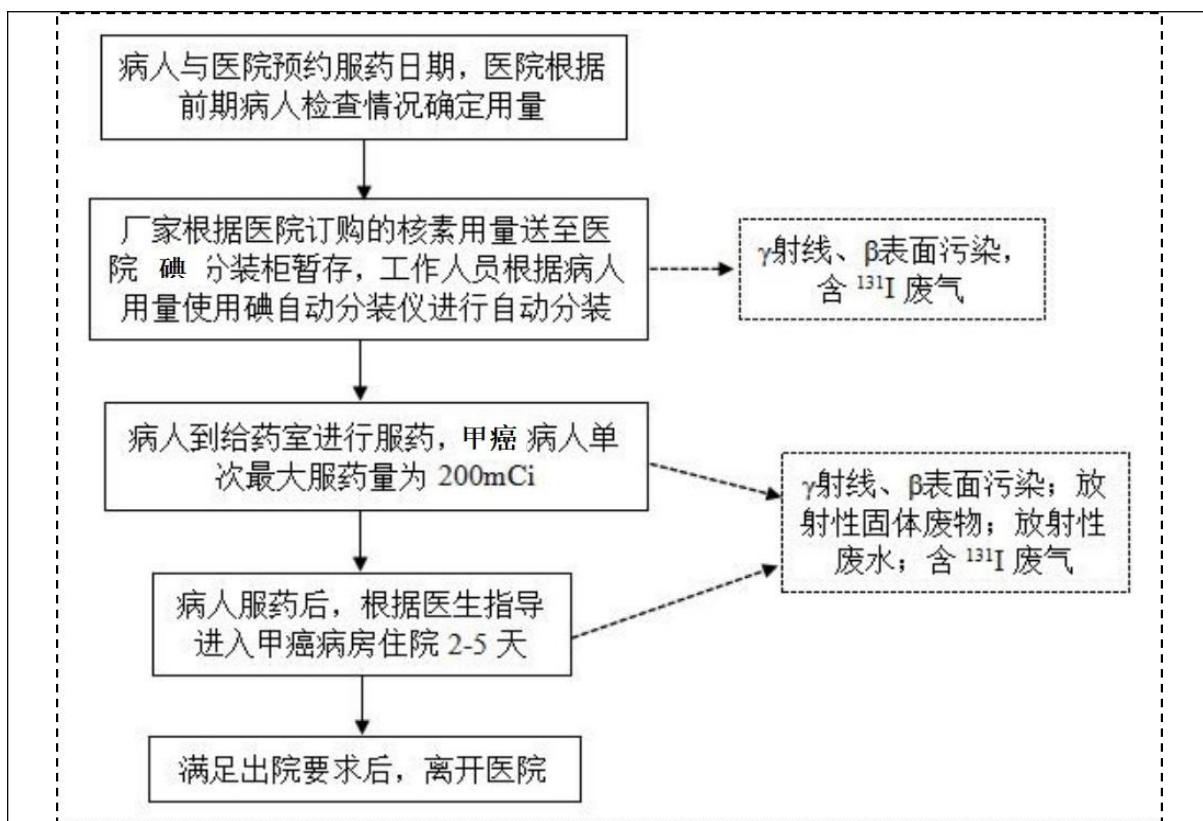 病人与医院预约服药日期，医院根据
前期病人检查情况确定用量
厂家根据医院订购的核素用量送至医
院 碘 分装柜暂存，工作人员根据病人
用量使用碘自动分装仪进行自动分装
γ射线、β表面污染，
含 ¹³¹I 废气
病人到给药室进行服药，甲癌 病人单
次最大服药量为 200mCi
γ射线、β表面污染；放
射性固体废物；放射性
废水；含 ¹³¹I 废气
病人服药后，根据医生指导
进入甲癌病房住院 2-5 天
满足出院要求后，离开医院